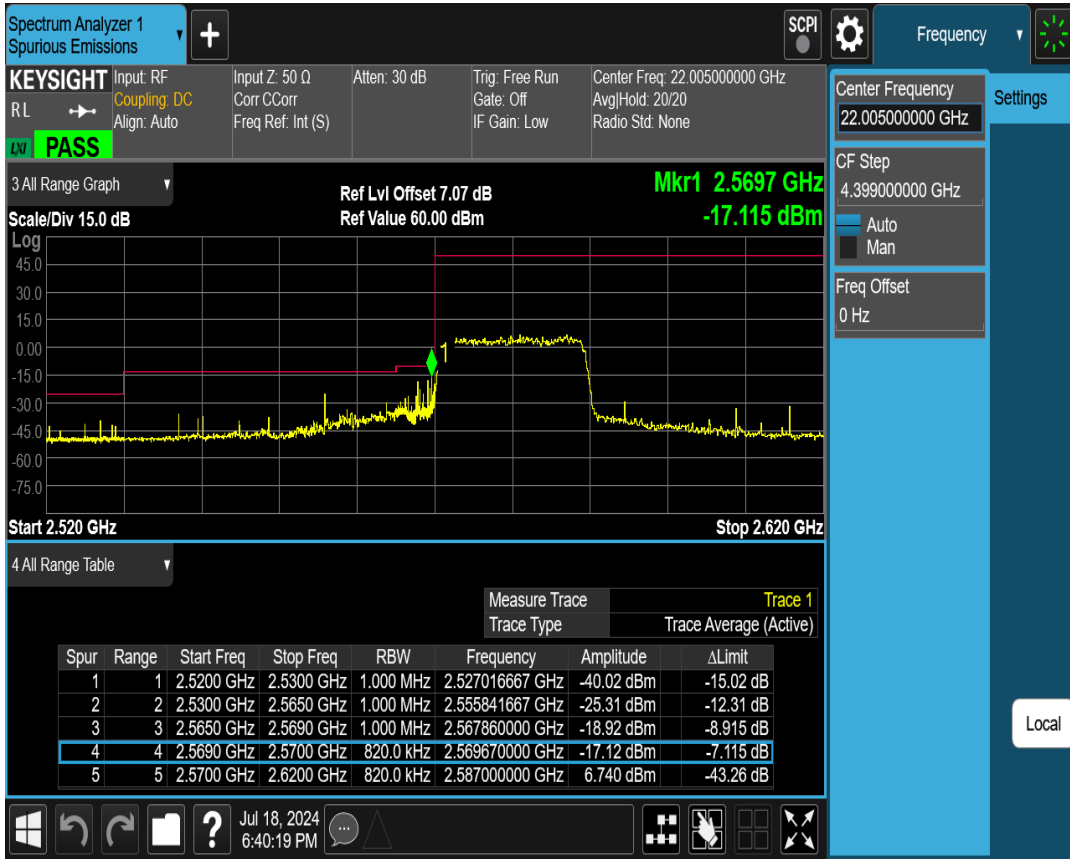 Spectrum Analyzer 1
Spurious Emissions
+
SCPI
Frequency
KEYSIGHT
RL
LXI
PASS
Input: RF
Coupling: DC
Align: Auto
Input Z: 50 Ω
Corr CCorr
Freq Ref: Int (S)
Atten: 30 dB
Trig: Free Run
Gate: Off
IF Gain: Low
Center Freq: 22.005000000 GHz
Avg|Hold: 20/20
Radio Std: None
Center Frequency
22.005000000 GHz
Settings
CF Step
4.399000000 GHz
Auto
Man
Freq Offset
0 Hz
Local
3 All Range Graph
Scale/Div 15.0 dB
Ref Lvl Offset 7.07 dB
Ref Value 60.00 dBm
Mkr1 2.5697 GHz
-17.115 dBm
Log
45.0
30.0
15.0
0.00
-15.0
-30.0
-45.0
-60.0
-75.0
1
Start 2.520 GHz
Stop 2.620 GHz
4 All Range Table
Measure Trace Trace 1
Trace Type Trace Average (Active)
Spur Range Start Freq Stop Freq RBW Frequency Amplitude ΔLimit
1 1 2.5200 GHz 2.5300 GHz 1.000 MHz 2.527016667 GHz -40.02 dBm -15.02 dB
2 2 2.5300 GHz 2.5650 GHz 1.000 MHz 2.555841667 GHz -25.31 dBm -12.31 dB
3 3 2.5650 GHz 2.5690 GHz 1.000 MHz 2.567860000 GHz -18.92 dBm -8.915 dB
4 4 2.5690 GHz 2.5700 GHz 820.0 kHz 2.569670000 GHz -17.12 dBm -7.115 dB
5 5 2.5700 GHz 2.6200 GHz 820.0 kHz 2.587000000 GHz 6.740 dBm -43.26 dB
?
Jul 18, 2024
6:40:19 PM